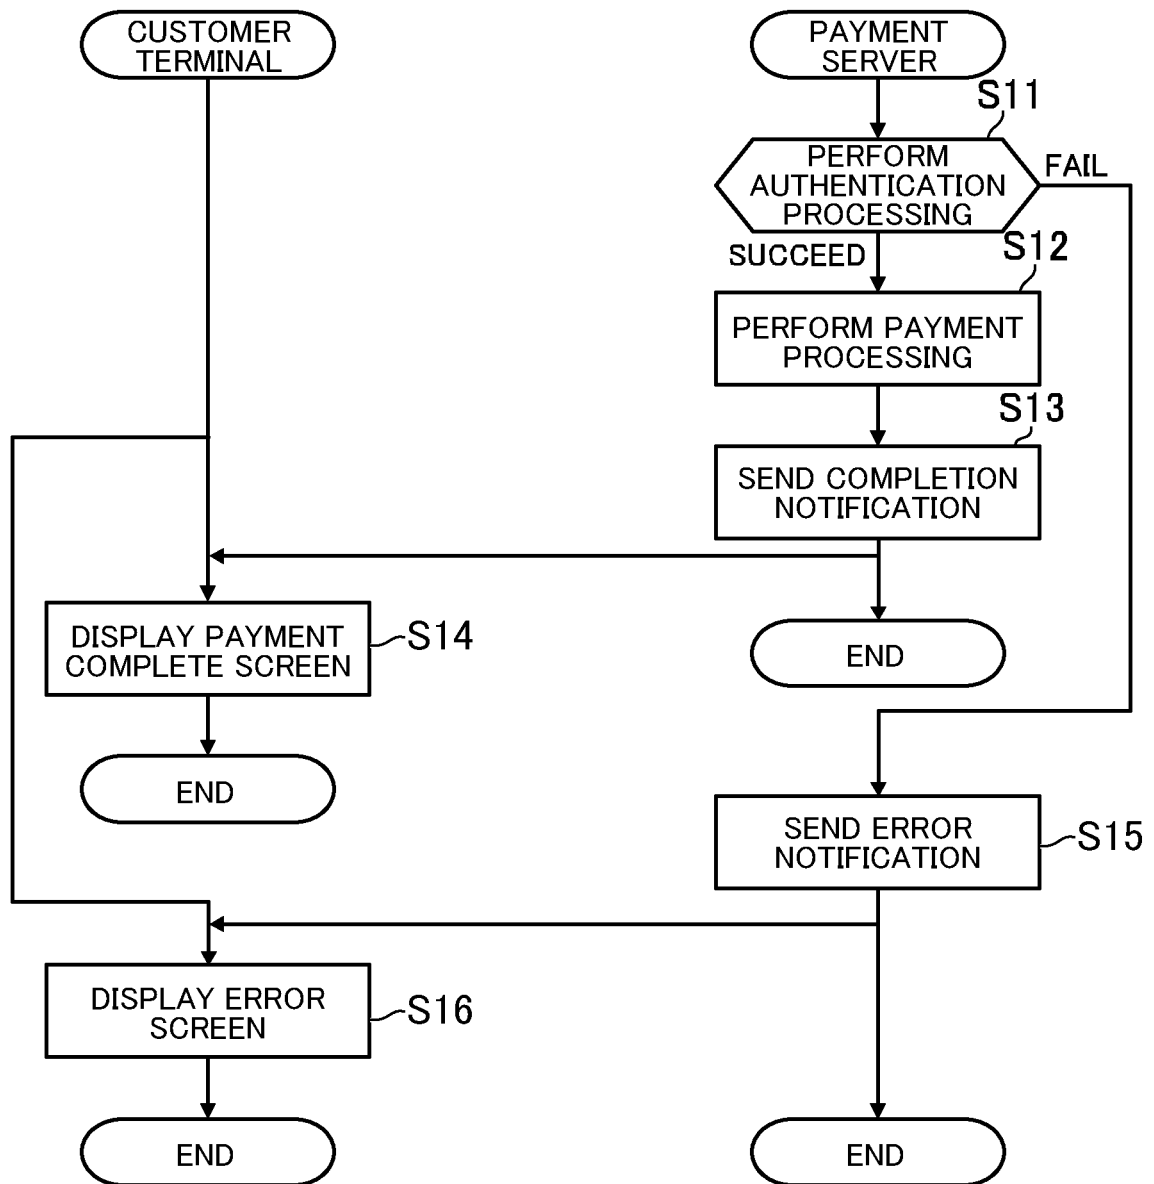 CUSTOMER
TERMINAL
PAYMENT
SERVER
S11
PERFORM
AUTHENTICATION
PROCESSING
FAIL
SUCCEED
S12
PERFORM PAYMENT
PROCESSING
S13
SEND COMPLETION
NOTIFICATION
DISPLAY PAYMENT
COMPLETE SCREEN
S14
END
END
SEND ERROR
NOTIFICATION
S15
DISPLAY ERROR
SCREEN
S16
END
END